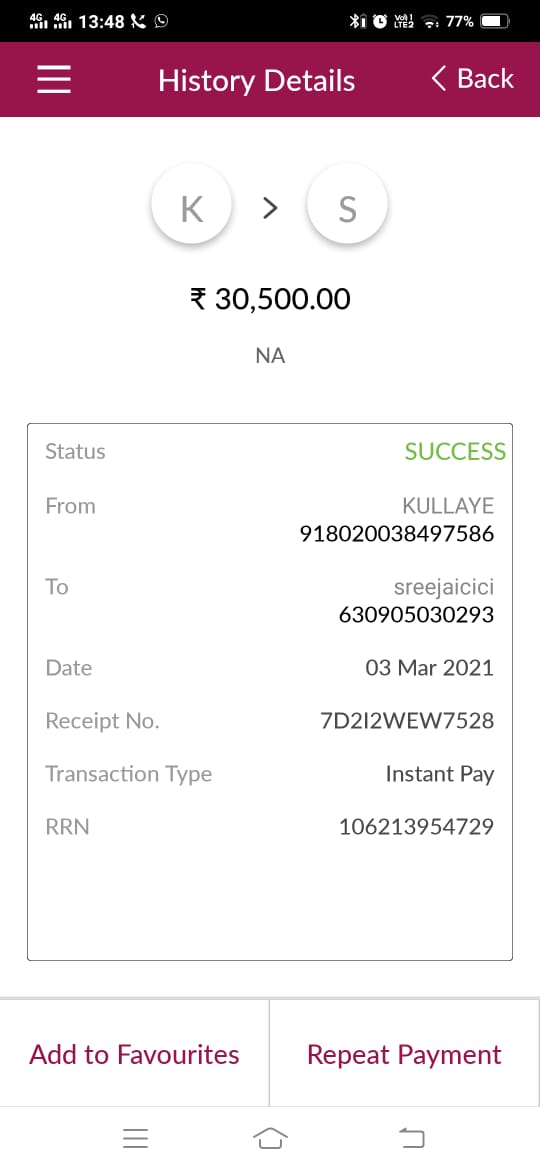 4G 4G 13:48 77%
History Details
Back
K > S
₹ 30,500.00
NA
Status SUCCESS
From KULLAYE
918020038497586
To sreejaicici
630905030293
Date 03 Mar 2021
Receipt No. 7D2I2WEW7528
Transaction Type Instant Pay
RRN 106213954729
Add to Favourites Repeat Payment